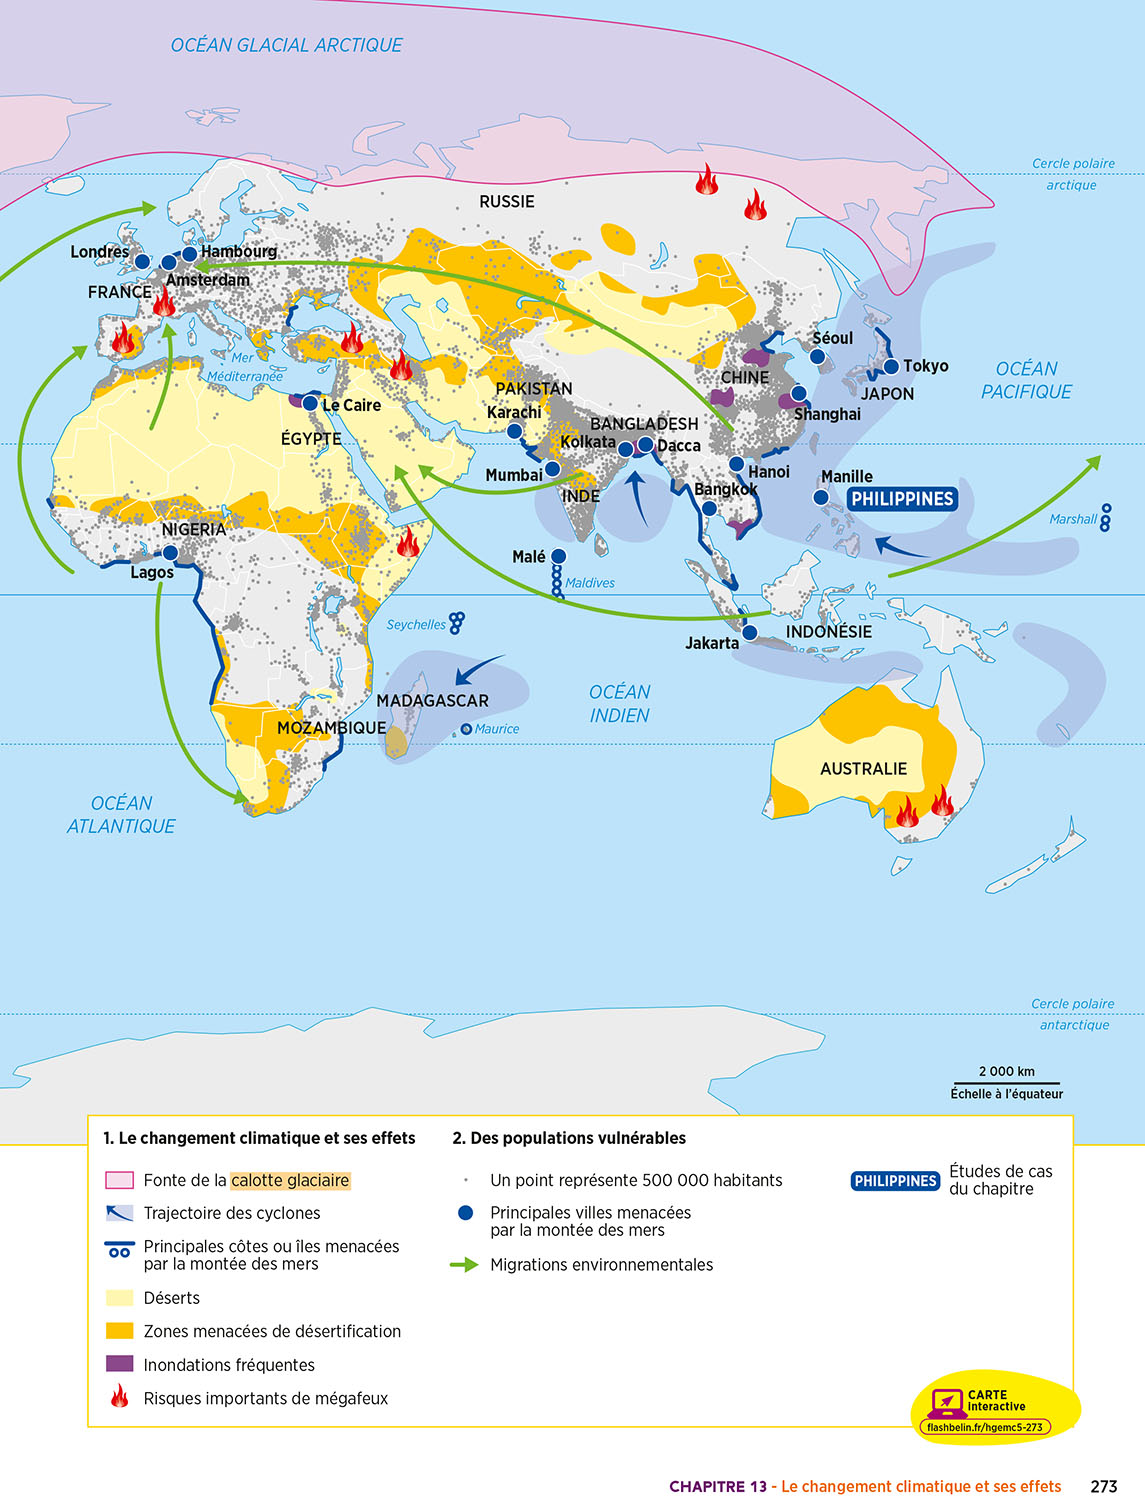 OCÉAN GLACIAL ARCTIQUE
Cercle polaire
arctique
RUSSIE
Londres
Hambourg
Amsterdam
FRANCE
Mer
Méditerranée
Séoul
Tokyo
JAPON
OCÉAN
PACIFIQUE
CHINE
Shanghai
PAKISTAN
Karachi
BANGLADESH
Kolkata
Dacca
Le Caire
ÉGYPTE
Mumbai
INDE
Hanoi
Bangkok
Manille
PHILIPPINES
Marshall
NIGERIA
Lagos
Malé
Maldives
Seychelles
Jakarta
INDONÉSIE
MADAGASCAR
Maurice
MOZAMBIQUE
OCÉAN
INDIEN
AUSTRALIE
OCÉAN
ATLANTIQUE
Cercle polaire
antarctique
2 000 km
Échelle à l'équateur
1. Le changement climatique et ses effets
Fonte de la calotte glaciaire
Trajectoire des cyclones
Principales côtes ou îles menacées
par la montée des mers
Déserts
Zones menacées de désertification
Inondations fréquentes
Risques importants de mégafeux
2. Des populations vulnérables
Un point représente 500 000 habitants
Principales villes menacées
par la montée des mers
Migrations environnementales
PHILIPPINES
Études de cas
du chapitre
CARTE
Interactive
flashbelin.fr/hgemc5-273
CHAPITRE 13 - Le changement climatique et ses effets 273